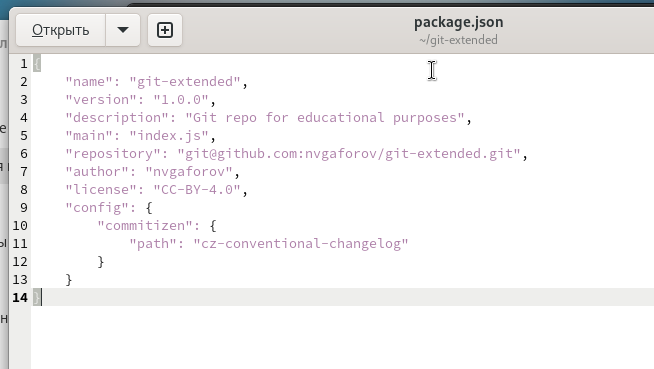 Открыть
package.json
~/git-extended
1 {
2 "name": "git-extended",
3 "version": "1.0.0",
4 "description": "Git repo for educational purposes",
5 "main": "index.js",
6 "repository": "git@github.com:nvgaforov/git-extended.git",
7 "author": "nvgaforov",
8 "license": "CC-BY-4.0",
9 "config": {
10 "commitizen": {
11 "path": "cz-conventional-changelog"
12 }
13 }
14 }